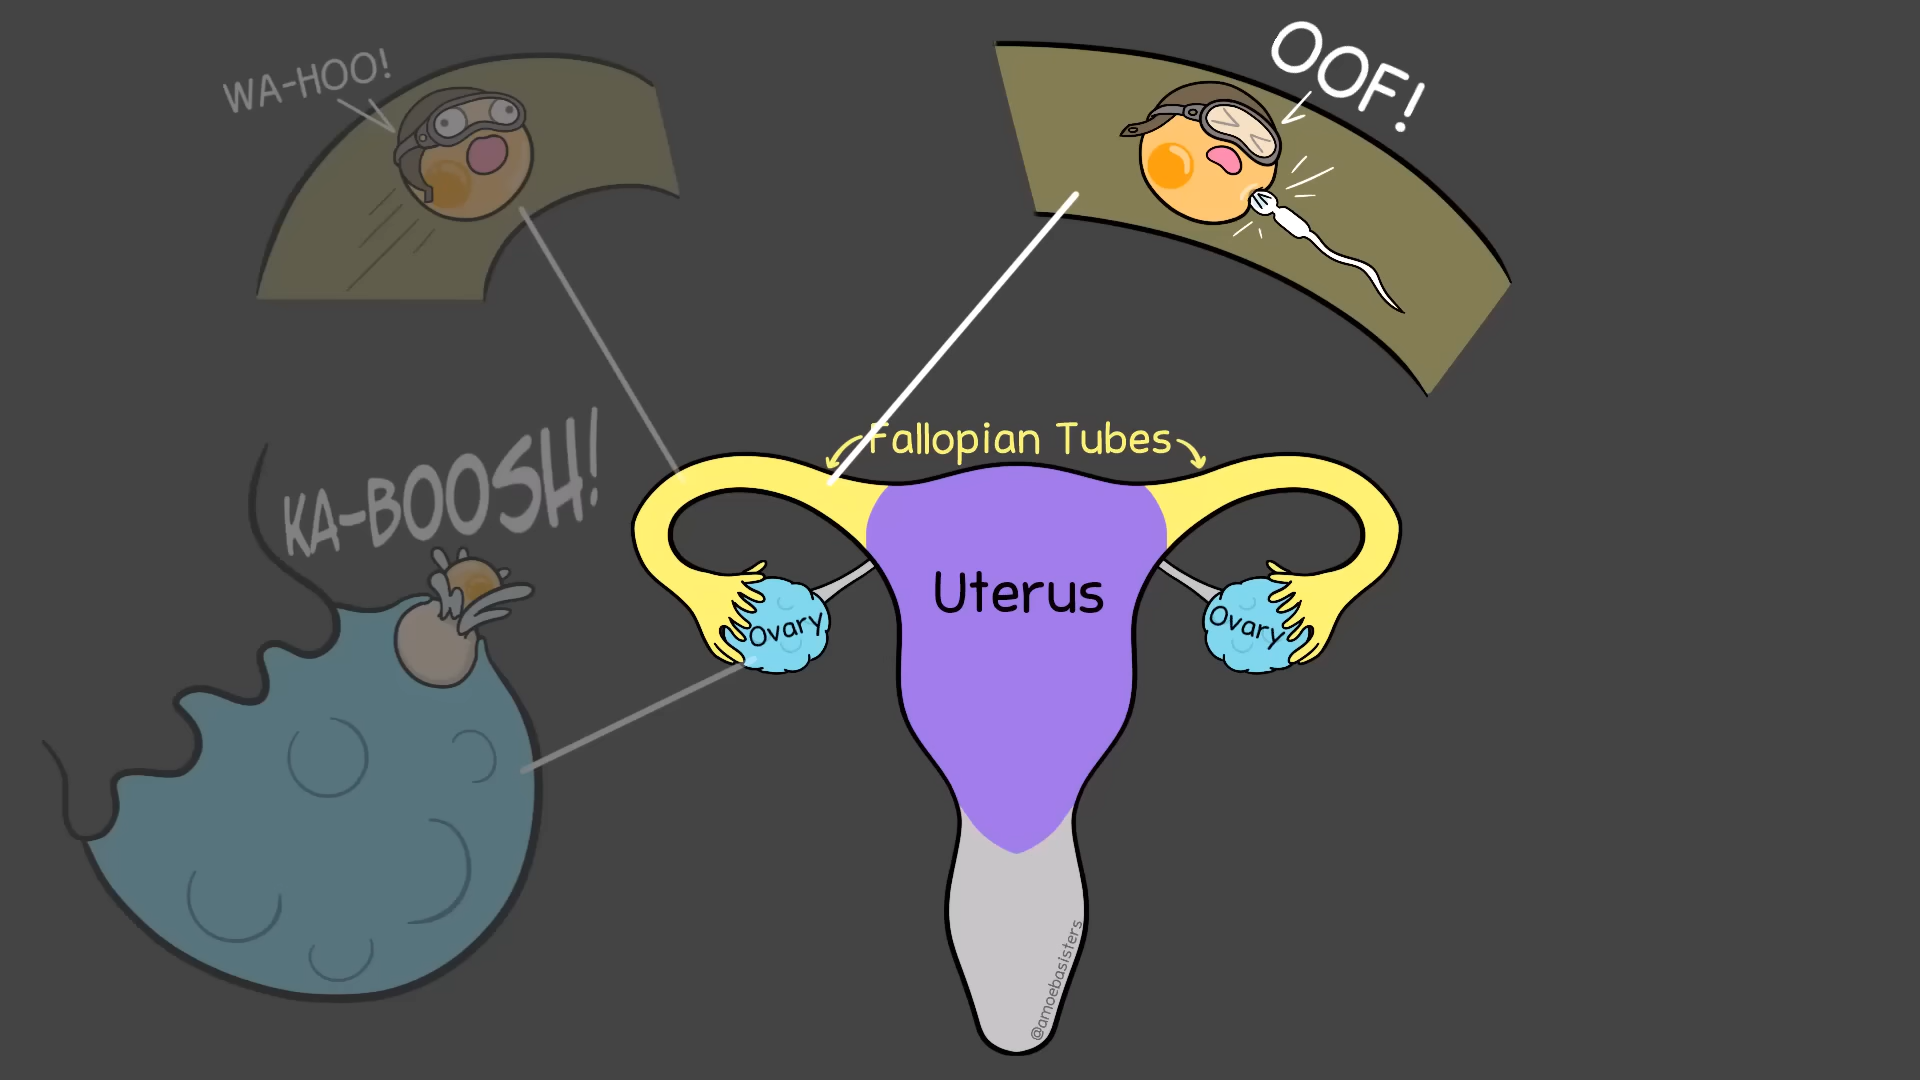 WA-HOO!
OOF!
KA-BOOSH!
Fallopian Tubes
Uterus
Ovary
Ovary
@amoebasisters